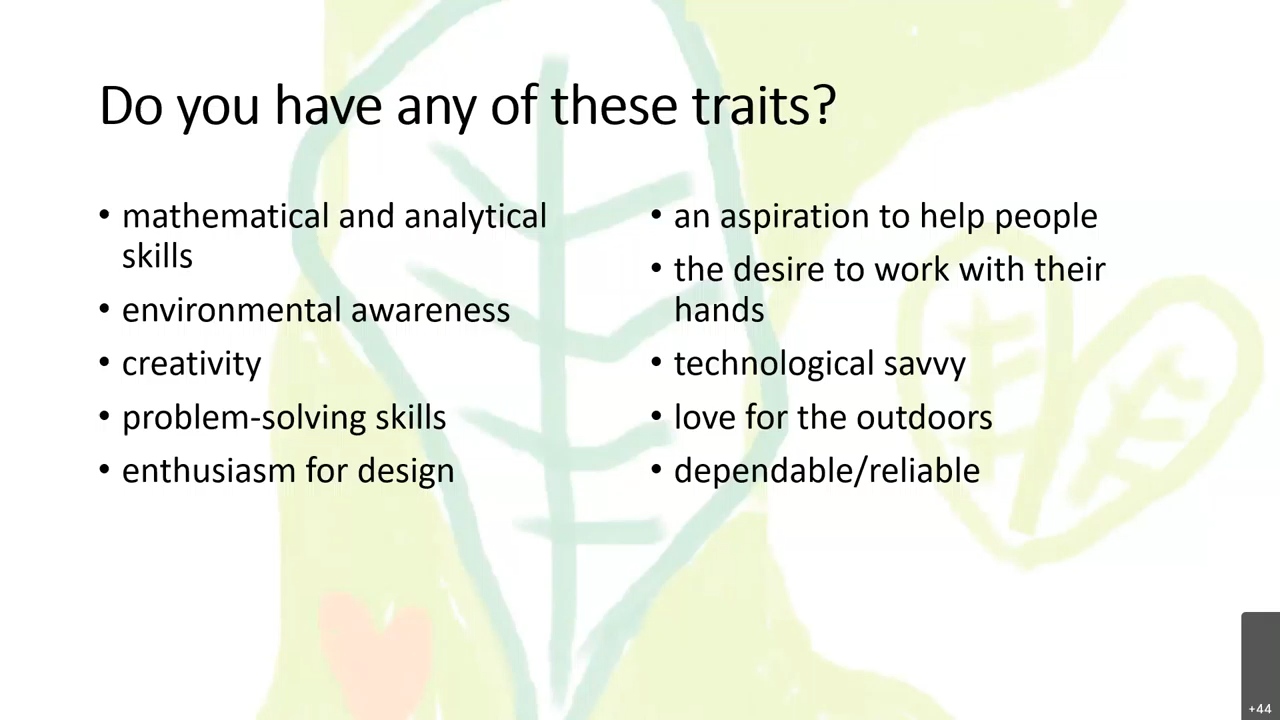 Do you have any of these traits?
• mathematical and analytical
skills
• environmental awareness
• creativity
• problem-solving skills
• enthusiasm for design
• an aspiration to help people
• the desire to work with their
hands
• technological savvy
• love for the outdoors
• dependable/reliable
+44